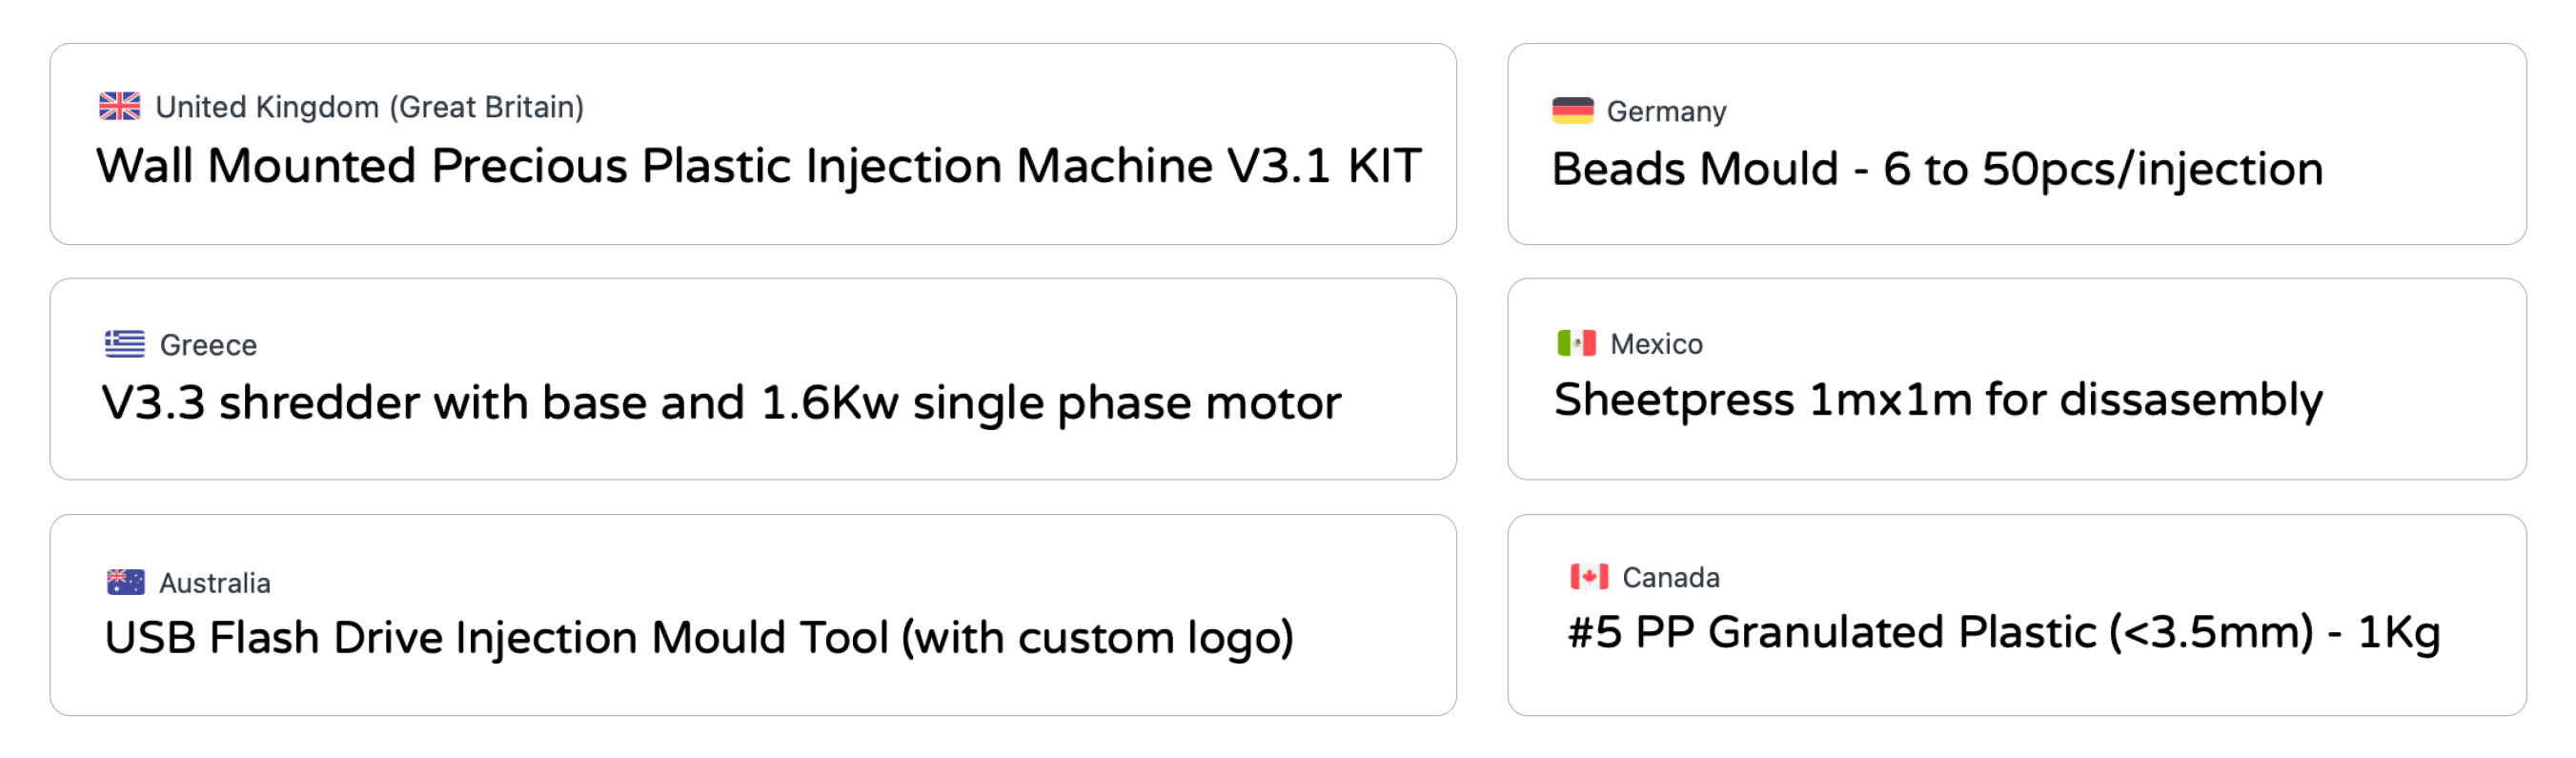 United Kingdom (Great Britain)
Wall Mounted Precious Plastic Injection Machine V3.1 KIT
Germany
Beads Mould - 6 to 50pcs/injection
Greece
V3.3 shredder with base and 1.6Kw single phase motor
Mexico
Sheetpress 1mx1m for dissasembly
Australia
USB Flash Drive Injection Mould Tool (with custom logo)
Canada
#5 PP Granulated Plastic (<3.5mm) - 1Kg